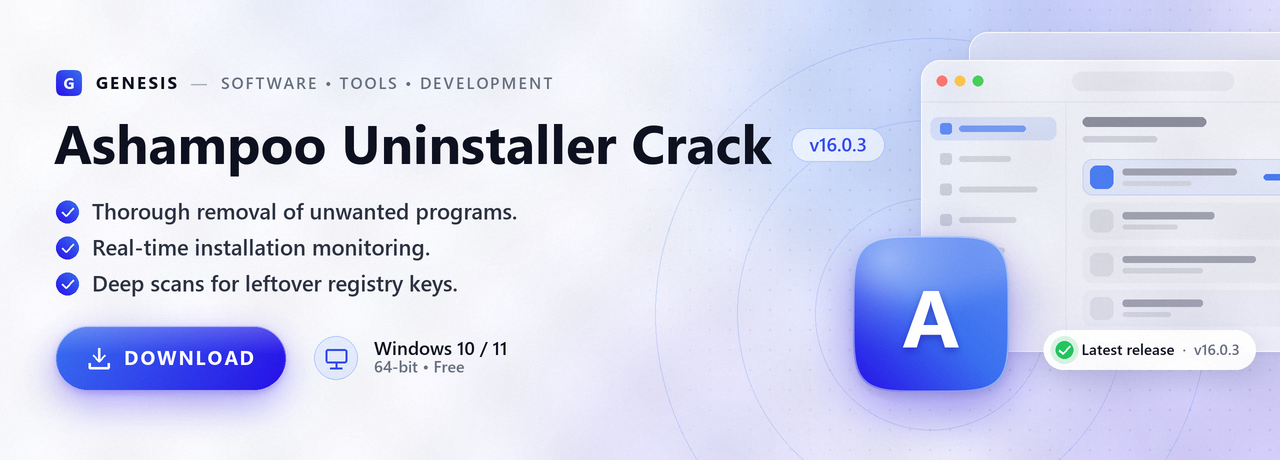 G GENESIS — SOFTWARE • TOOLS • DEVELOPMENT
Ashampoo Uninstaller Crack v16.0.3
Thorough removal of unwanted programs.
Real-time installation monitoring.
Deep scans for leftover registry keys.
DOWNLOAD
Windows 10 / 11
64-bit • Free
A
Latest release · v16.0.3